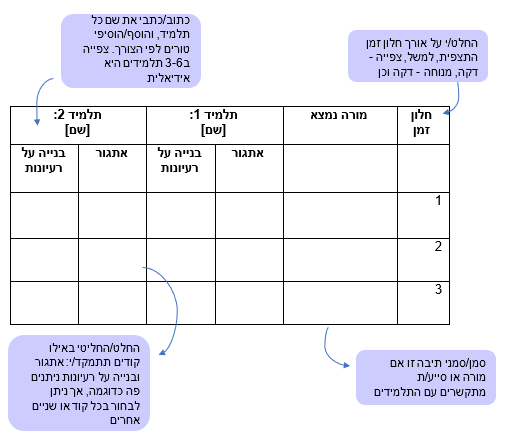 כתוב/כתבי את שם כל
תלמיד, והוסף/הוסיפי
טורים לפי הצורך. צפייה
ב3-6 תלמידים היא
אידיאלית
החלט/י על אורך חלון זמן
התצפית, למשל, צפייה -
דקה, מנוחה - דקה וכן
חלון
זמן
מורה נמצא
תלמיד 1:
[שם]
תלמיד 2:
[שם]
אתגור
בנייה על
רעיונות
אתגור
בנייה על
רעיונות
1
2
3
החלט/החליטי באילו
קודים תתמקד/י: אתגור
ובנייה על רעיונות ניתנים
פה כדוגמה, אך ניתן
לבחור בכל קוד או שניים
אחרים
סמן/סמני תיבה זו אם
מורה או סייע/ת
מתקשרים עם התלמידים